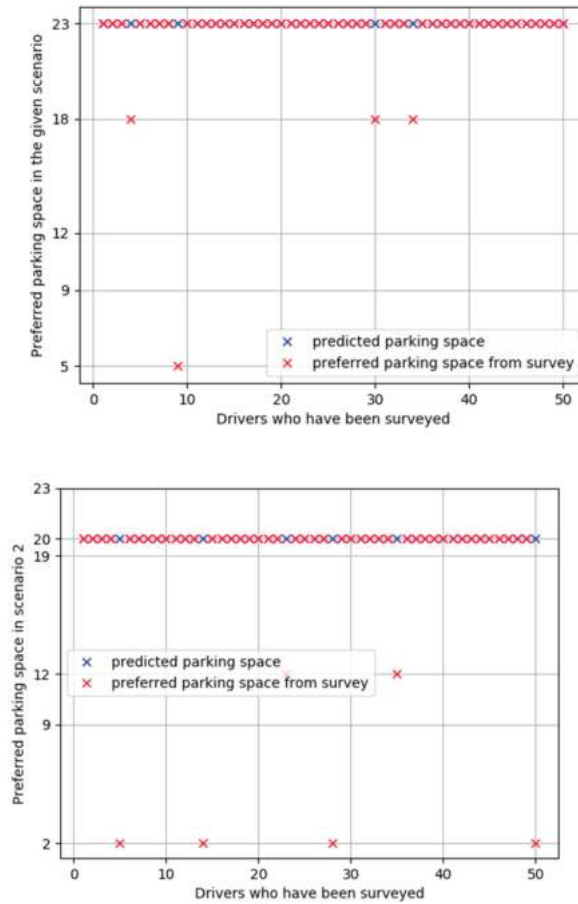 Preferred parking space in the given scenario
23
18
12
9
5
predicted parking space
preferred parking space from survey
0
10
20
30
40
50
Drivers who have been surveyed
Preferred parking space in scenario 2
23
20
19
12
9
2
predicted parking space
preferred parking space from survey
0
10
20
30
40
50
Drivers who have been surveyed